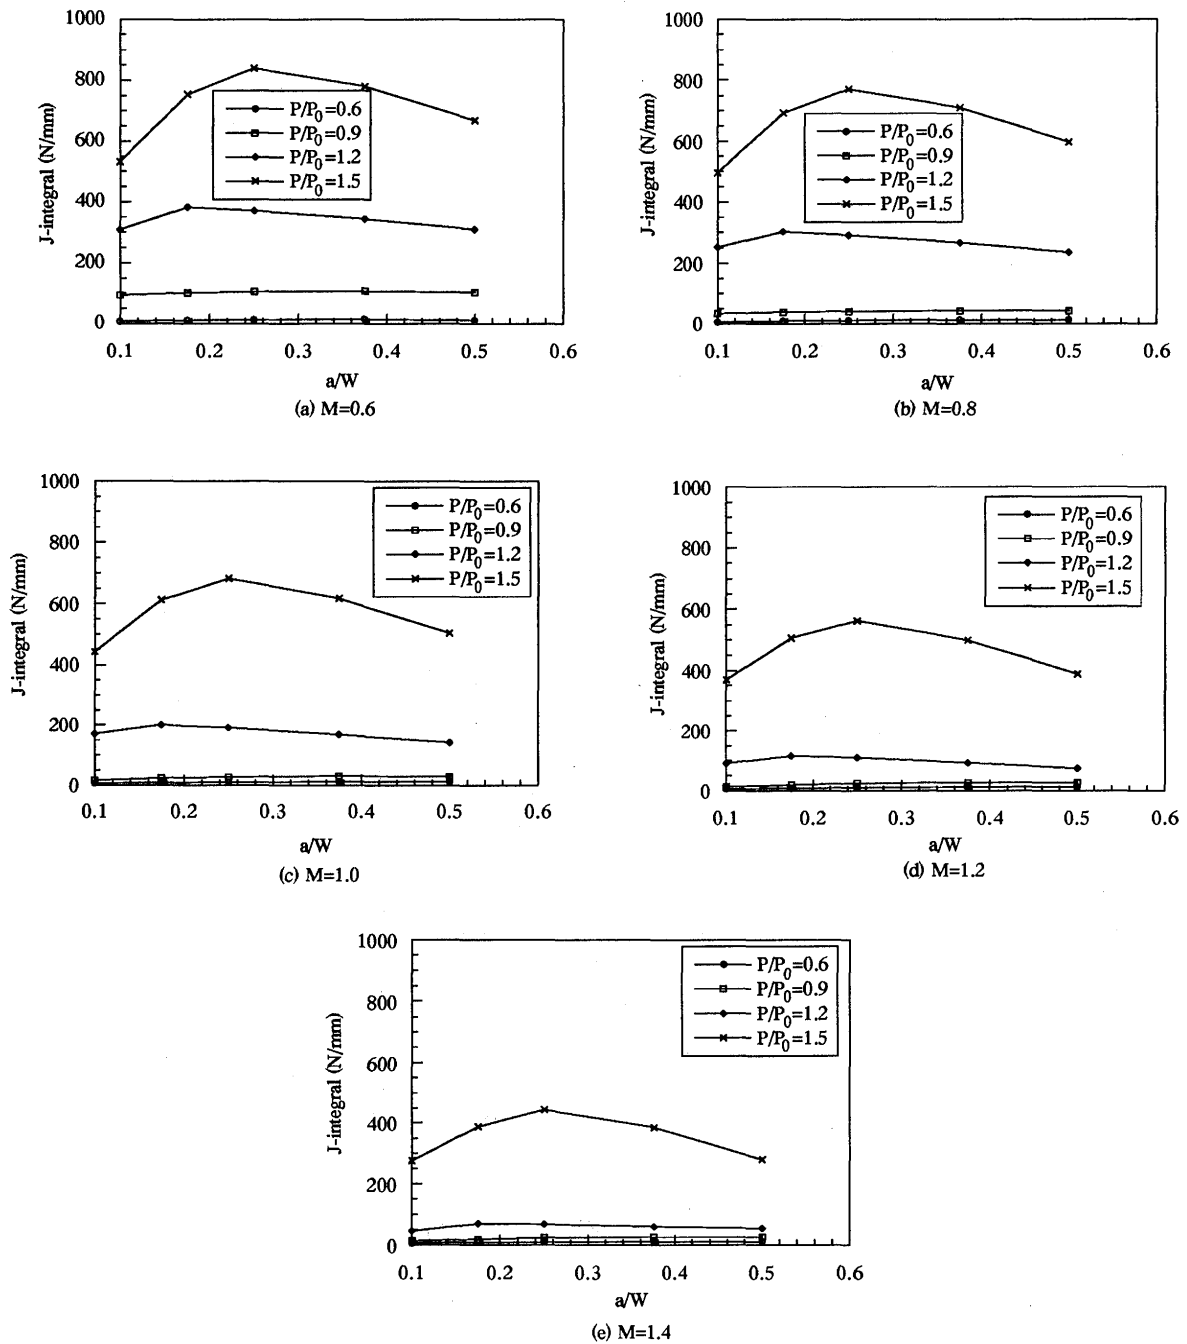 1000
800
600
400
200
0
J-integral (N/mm)
P/P0=0.6
P/P0=0.9
P/P0=1.2
P/P0=1.5
0.1 0.2 0.3 0.4 0.5 0.6
a/W
(a) M=0.6
1000
800
600
400
200
0
J-integral (N/mm)
P/P0=0.6
P/P0=0.9
P/P0=1.2
P/P0=1.5
0.1 0.2 0.3 0.4 0.5 0.6
a/W
(b) M=0.8
1000
800
600
400
200
0
J-integral (N/mm)
P/P0=0.6
P/P0=0.9
P/P0=1.2
P/P0=1.5
0.1 0.2 0.3 0.4 0.5 0.6
a/W
(c) M=1.0
1000
800
600
400
200
0
J-integral (N/mm)
P/P0=0.6
P/P0=0.9
P/P0=1.2
P/P0=1.5
0.1 0.2 0.3 0.4 0.5 0.6
a/W
(d) M=1.2
1000
800
600
400
200
0
J-integral (N/mm)
P/P0=0.6
P/P0=0.9
P/P0=1.2
P/P0=1.5
0.1 0.2 0.3 0.4 0.5 0.6
a/W
(e) M=1.4